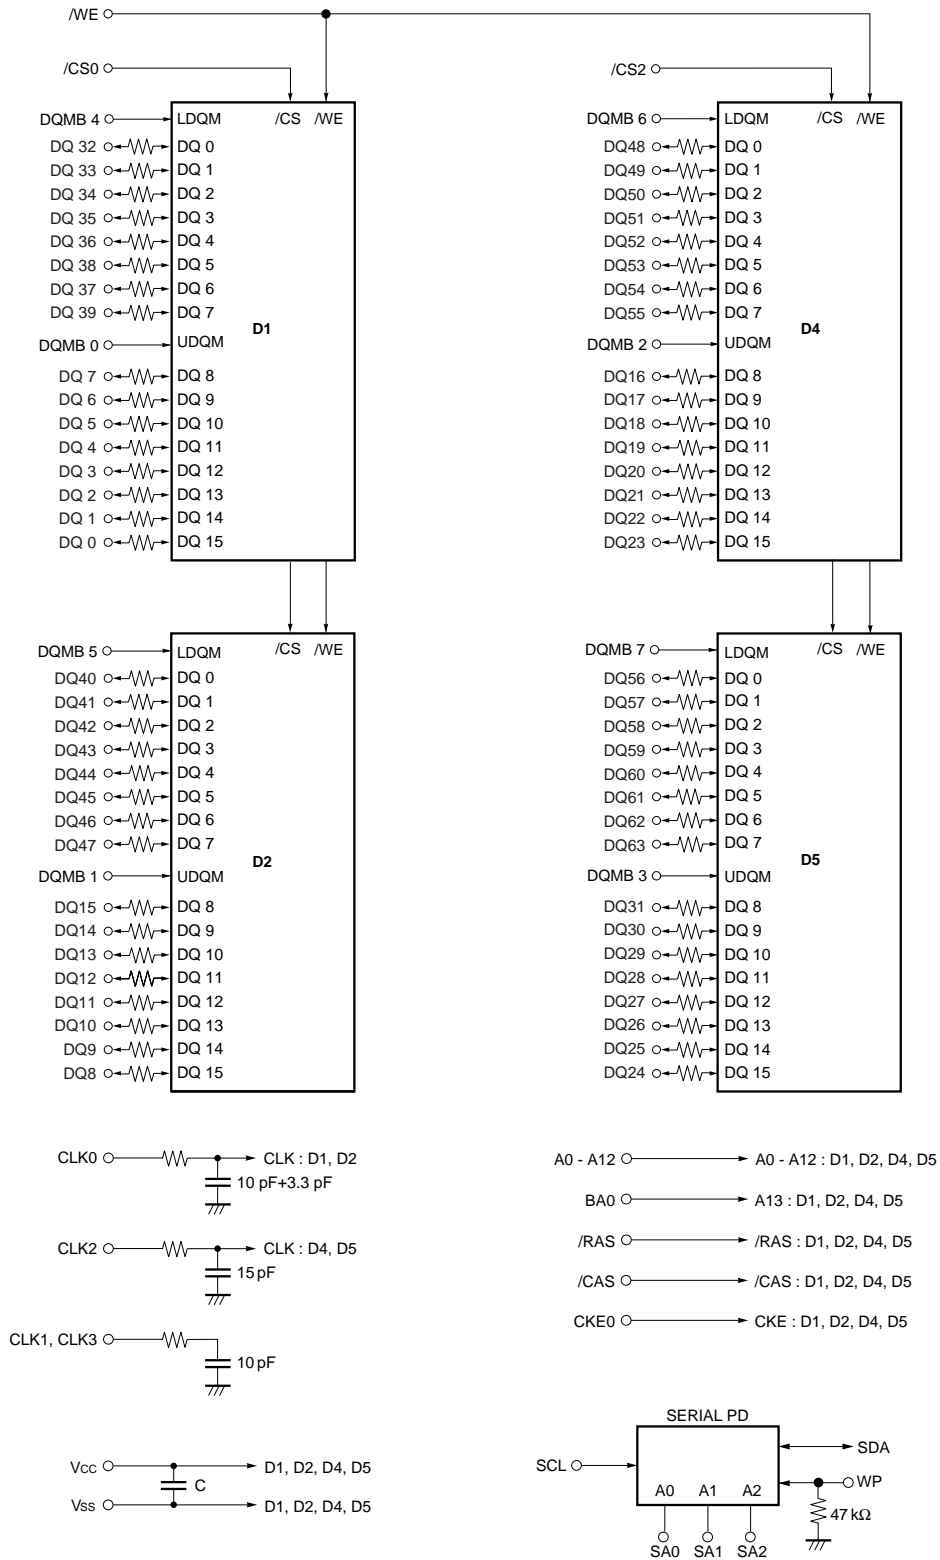 /WE
/CS0
/CS2
DQMB 4 LDQM /CS /WE
DQ 32 DQ 0
DQ 33 DQ 1
DQ 34 DQ 2
DQ 35 DQ 3
DQ 36 DQ 4
DQ 38 DQ 5
DQ 37 DQ 6
DQ 39 DQ 7
D1
DQMB 0 UDQM
DQ 7 DQ 8
DQ 6 DQ 9
DQ 5 DQ 10
DQ 4 DQ 11
DQ 3 DQ 12
DQ 2 DQ 13
DQ 1 DQ 14
DQ 0 DQ 15
DQMB 6 LDQM /CS /WE
DQ48 DQ 0
DQ49 DQ 1
DQ50 DQ 2
DQ51 DQ 3
DQ52 DQ 4
DQ53 DQ 5
DQ54 DQ 6
DQ55 DQ 7
D4
DQMB 2 UDQM
DQ16 DQ 8
DQ17 DQ 9
DQ18 DQ 10
DQ19 DQ 11
DQ20 DQ 12
DQ21 DQ 13
DQ22 DQ 14
DQ23 DQ 15
DQMB 5 LDQM /CS /WE
DQ40 DQ 0
DQ41 DQ 1
DQ42 DQ 2
DQ43 DQ 3
DQ44 DQ 4
DQ45 DQ 5
DQ46 DQ 6
DQ47 DQ 7
D2
DQMB 1 UDQM
DQ15 DQ 8
DQ14 DQ 9
DQ13 DQ 10
DQ12 DQ 11
DQ11 DQ 12
DQ10 DQ 13
DQ9 DQ 14
DQ8 DQ 15
DQMB 7 LDQM /CS /WE
DQ56 DQ 0
DQ57 DQ 1
DQ58 DQ 2
DQ59 DQ 3
DQ60 DQ 4
DQ61 DQ 5
DQ62 DQ 6
DQ63 DQ 7
D5
DQMB 3 UDQM
DQ31 DQ 8
DQ30 DQ 9
DQ29 DQ 10
DQ28 DQ 11
DQ27 DQ 12
DQ26 DQ 13
DQ25 DQ 14
DQ24 DQ 15
CLK0 CLK : D1, D2
10 pF+3.3 pF
CLK2 CLK : D4, D5
15 pF
CLK1, CLK3
10 pF
Vcc D1, D2, D4, D5
C
Vss D1, D2, D4, D5
A0 - A12 A0 - A12 : D1, D2, D4, D5
BA0 A13 : D1, D2, D4, D5
/RAS /RAS : D1, D2, D4, D5
/CAS /CAS : D1, D2, D4, D5
CKE0 CKE : D1, D2, D4, D5
SERIAL PD
SCL SDA
WP
A0 A1 A2
47 kΩ
SA0 SA1 SA2